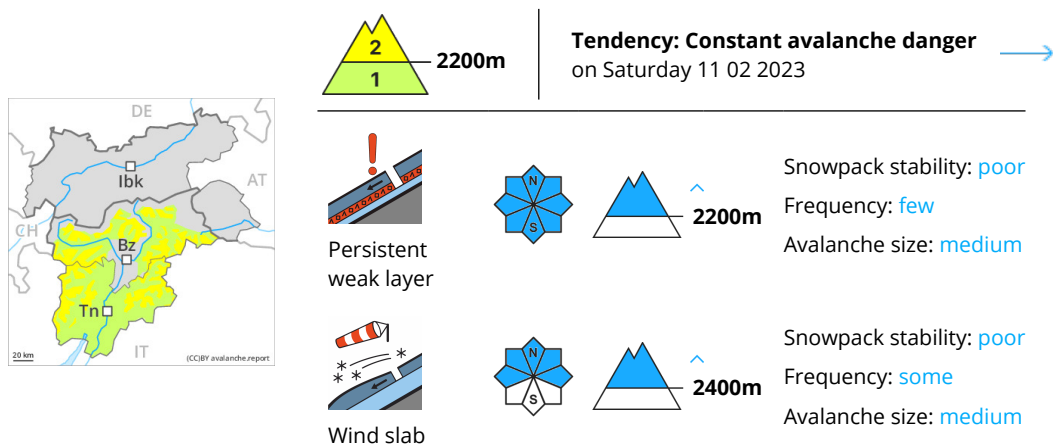 2
2200m
1
Tendency: Constant avalanche danger
on Saturday 11 02 2023
DE
Ibk
AT
CH
Bz
Tn
IT
20 km
(CC)BY avalanche.report
N
S
2200m
Snowpack stability: poor
Frequency: few
Avalanche size: medium
Persistent
weak layer
N
S
2400m
Snowpack stability: poor
Frequency: some
Avalanche size: medium
Wind slab